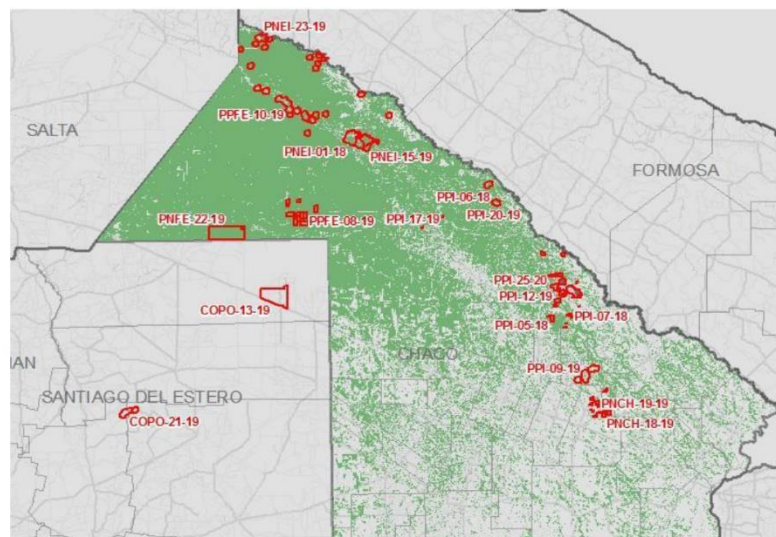 PNEI-23-19
PPFE-10-19
SALTA
PNEI-01-18
PNEI-15-19
FORMOSA
PPI-06-18
PPI-20-19
PNFE-22-19
PPFE-08-19
PPI-17-19
PPI-25-20
COPO-13-19
PPI-12-19
PPI-07-18
PPI-05-18
CHACO
MAN
PPI-09-19
SANTIAGO DEL ESTERO
PNCH-19-19
COPO-21-19
PNCH-18-19